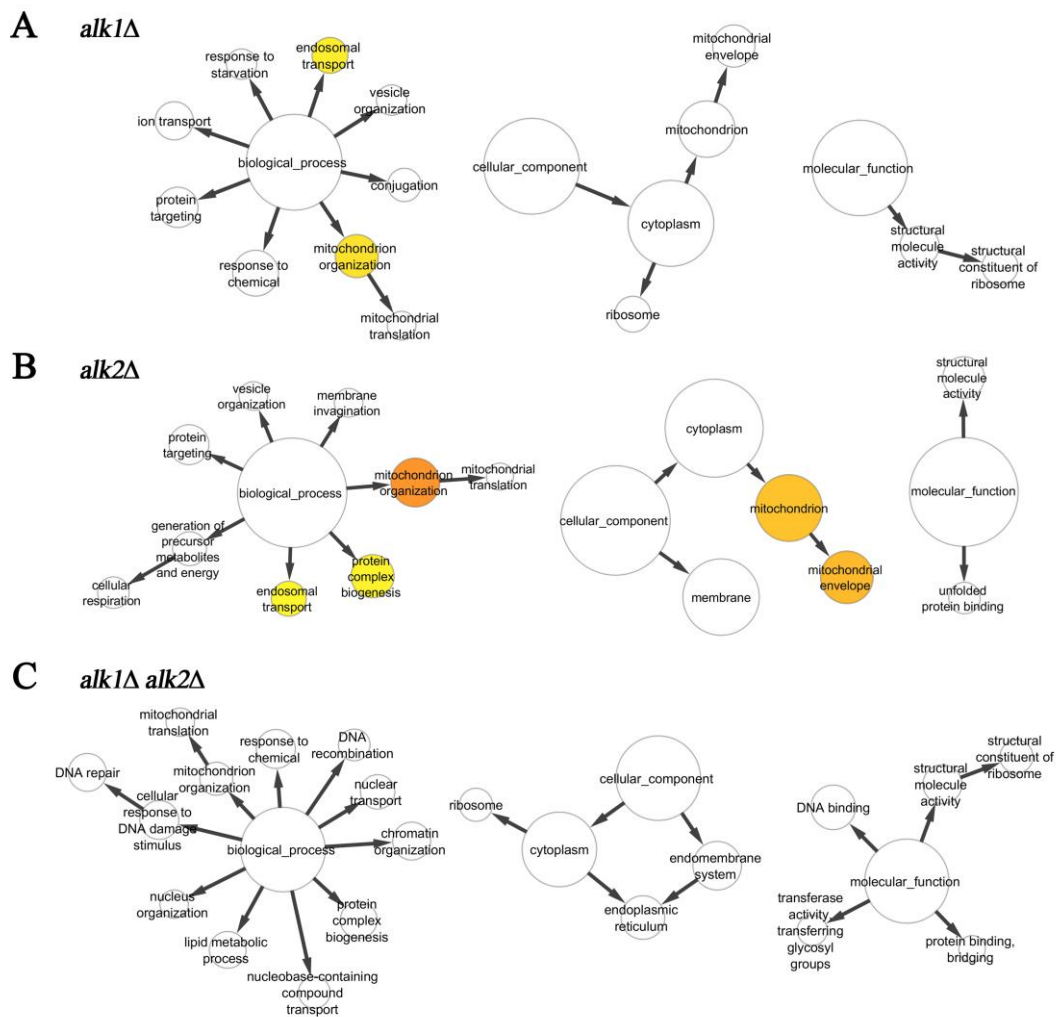 A alk1Δ
response to
starvation
endosomal
transport
vesicle
organization
ion transport
biological_process
conjugation
protein
targeting
mitochondrion
organization
response to
chemical
mitochondrial
translation
mitochondrial
envelope
mitochondrion
cellular_component
cytoplasm
ribosome
molecular_function
structural
molecule
activity
structural
constituent of
ribosome
B alk2Δ
vesicle
organization
membrane
invagination
protein
targeting
mitochondrion
organization
mitochondrial
translation
biological_process
generation of
precursor
metabolites
and energy
cellular
respiration
endosomal
transport
protein
complex
biogenesis
cytoplasm
cellular_component
mitochondrion
mitochondrial
envelope
membrane
structural
molecule
activity
molecular_function
unfolded
protein binding
C alk1Δ alk2Δ
mitochondrial
translation
response to
chemical
DNA
recombination
DNA repair
mitochondrion
organization
nuclear
transport
cellular
response to
DNA damage
stimulus
biological_process
chromatin
organization
nucleus
organization
protein
complex
biogenesis
lipid metabolic
process
nucleobase-containing
compound
transport
cellular_component
ribosome
cytoplasm
endomembrane
system
endoplasmic
reticulum
structural
constituent
of ribosome
structural
molecule
activity
DNA binding
molecular_function
transferase
activity,
transferring
glycosyl
groups
protein binding,
bridging